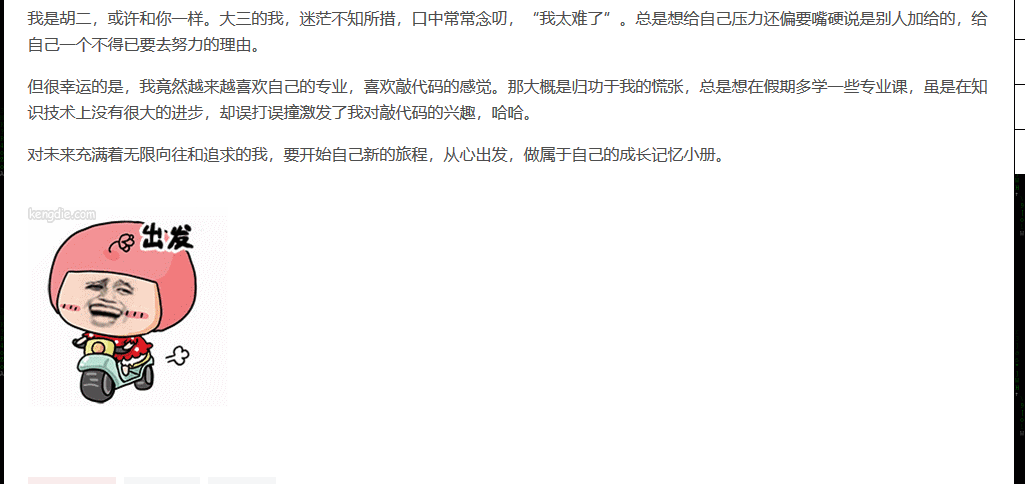 我是胡二，或许和你一样。大三的我，迷茫不知所措，口中常常念叨，“我太难了”。总是想给自己压力还偏要嘴硬说是别人加给的，给
自己一个不得已要去努力的理由。
但很幸运的是，我竟然越来越喜欢自己的专业，喜欢敲代码的感觉。那大概是归功于我的慌张，总是想在假期多学一些专业课，虽是在知
识技术上没有很大的进步，却误打误撞激发了我对敲代码的兴趣，哈哈。
对未来充满着无限向往和追求的我，要开始自己新的旅程，从心出发，做属于自己的成长记忆小册。
kengdie.com
出发